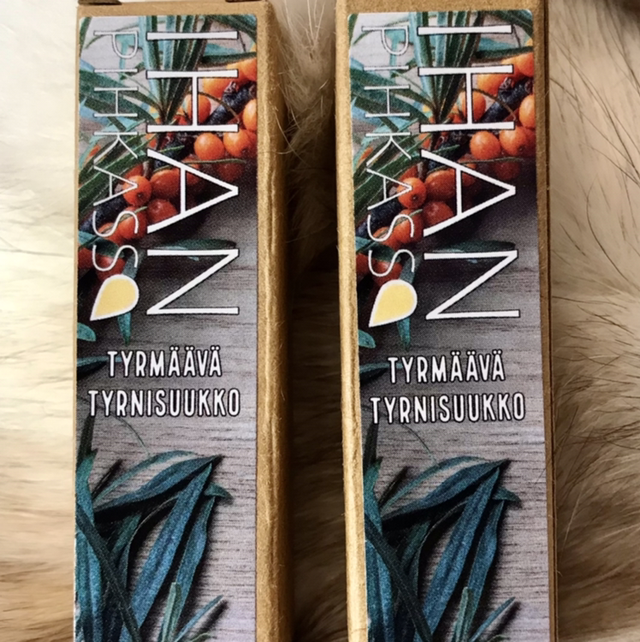 IHAN
PIHKASS
TYRMÄÄVÄ
TYRNISUUKKO
IHAN
PIHKASS
TYRMÄÄVÄ
TYRNISUUKKO